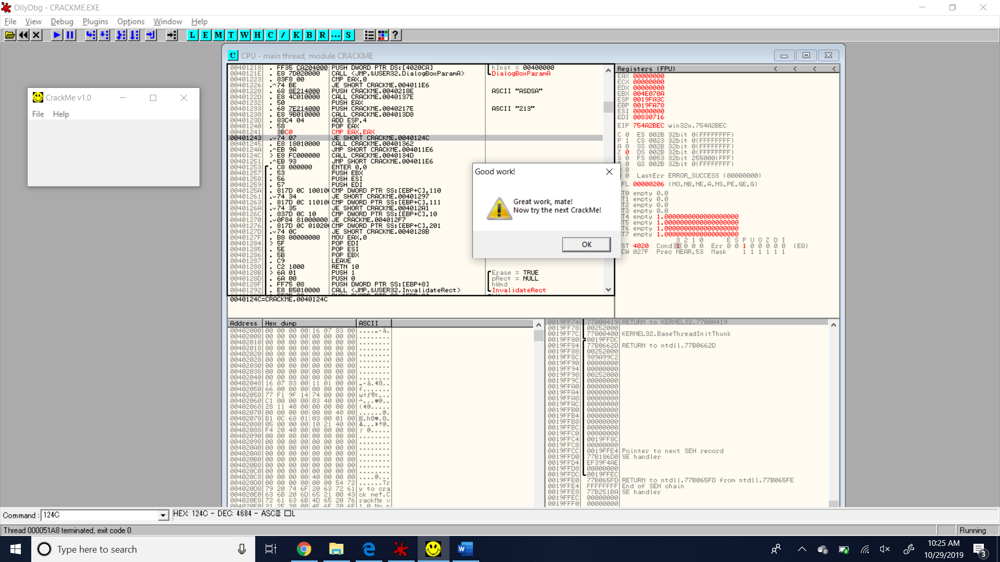 OllyDbg - CRACKME.EXE
File View Debug Plugins Options Window Help
L E M T W H C / K B R ... S ?
CrackMe v1.0
File Help
C CPU - main thread, module CRACKME
00401218 . FF35 CA204000 PUSH DWORD PTR DS:[4020CA] hInst = 00400000
0040121E . E8 7D020000 CALL <JMP.&USER32.DialogBoxParamA> DialogBoxParamA
00401223 . 83F8 00 CMP EAX,0
00401226 .^74 BE JE SHORT CRACKME.004011E6
00401228 . 68 8E214000 PUSH CRACKME.0040218E ASCII "ASDSA"
0040122D . E8 4C010000 CALL CRACKME.0040137E
00401232 . 50 PUSH EAX
00401233 . 68 7E214000 PUSH CRACKME.0040217E ASCII "213"
00401238 . E8 9B010000 CALL CRACKME.004013D8
0040123D . 83C4 04 ADD ESP,4
00401240 . 58 POP EAX
00401241 3BC0 CMP EAX,EAX
00401243 .v74 07 JE SHORT CRACKME.0040124C
00401245 . E8 18010000 CALL CRACKME.00401362
0040124A .^EB 9A JMP SHORT CRACKME.004011E6
0040124C > E8 FC000000 CALL CRACKME.0040134D
00401251 .^EB 93 JMP SHORT CRACKME.004011E6
00401253 . C8 000000 ENTER 0,0
00401257 . 53 PUSH EBX
00401258 . 56 PUSH ESI
00401259 . 57 PUSH EDI
0040125A . 817D 0C 10010 CMP DWORD PTR SS:[EBP+C],110
00401261 .v74 34 JE SHORT CRACKME.00401297
00401263 . 817D 0C 11010 CMP DWORD PTR SS:[EBP+C],111
0040126A .v74 35 JE SHORT CRACKME.004012A1
0040126C . 837D 0C 10 CMP DWORD PTR SS:[EBP+C],10
00401270 .v0F84 81000000 JE CRACKME.004012F7
00401276 . 817D 0C 01020 CMP DWORD PTR SS:[EBP+C],201
0040127D .v74 0C JE SHORT CRACKME.0040128B
0040127F . B8 00000000 MOV EAX,0
00401284 > 5F POP EDI
00401285 . 5E POP ESI
00401286 . 5B POP EBX
00401287 . C9 LEAVE
00401288 . C2 1000 RETN 10
0040128B > 6A 01 PUSH 1 Erase = TRUE
0040128D . 6A 00 PUSH 0 pRect = NULL
0040128F . FF75 08 PUSH DWORD PTR SS:[EBP+8] hWnd
00401292 . E8 B5010000 CALL <JMP.&USER32.InvalidateRect> InvalidateRect
0040124C=CRACKME.0040124C
Registers (FPU) < < < <
EAX 00000000
ECX 00000000
EDX 00000000
EBX 004E070A
ESP 0019FA3C
EBP 0019FA78
ESI 00000000
EDI 00830716
EIP 754A2BEC win32u.754A2BEC
C 0 ES 002B 32bit 0(FFFFFFFF)
P 1 CS 0023 32bit 0(FFFFFFFF)
A 0 SS 002B 32bit 0(FFFFFFFF)
Z 0 DS 002B 32bit 0(FFFFFFFF)
S 0 FS 0053 32bit 255000(FFF)
T 0 GS 002B 32bit 0(FFFFFFFF)
0
0 LastErr ERROR_SUCCESS (00000000)
FL 00000206 (NO,NB,NE,A,NS,PE,GE,G)
T0 empty 0.0
T1 empty 0.0
T2 empty 0.0
T3 empty 0.0
T4 empty 1.0000000000000000000
T5 empty 1.0000000000000000000
T6 empty 1.0000000000000000000
T7 empty 1.0000000000000000000
3 2 1 0 E S P U O Z D I
ST 4020 Cond 1 0 0 0 Err 0 0 1 0 0 0 0 0 (EQ)
CW 027F Prec NEAR,53 Mask 1 1 1 1 1 1
Good work!
Great work, mate!
Now try the next CrackMe!
OK
Address Hex dump ASCII
00402000 00 00 00 00 16 07 83 00
00402008 00 00 00 00 00 00 00 00 ........
00402010 00 00 00 00 00 00 00 00 ........
00402018 00 00 00 00 00 00 00 00 ........
00402020 00 00 00 00 00 00 00 00 ........
00402028 00 00 00 00 00 00 00 00 ........
00402030 00 00 00 00 00 00 00 00 ........
00402038 00 00 00 00 00 00 00 00 ........
00402040 00 00 00 00 00 00 00 00 ........
00402048 16 07 83 00 11 01 00 00
00402050 66 00 00 00 00 00 00 00 f.......
00402058 77 F1 9F 14 74 00 00 00 w±ƒ¶t...
00402060 C1 00 00 00 03 40 00 00 ┴...♥@..
00402068 28 11 40 00 00 00 00 00 (◄@.....
00402070 00 00 00 00 00 00 40 00 ......@.
00402078 B1 0C 68 01 03 00 01 00
00402080 05 00 00 00 10 21 40 00 ♣...►!@.
00402088 F4 20 40 00 00 00 00 00 ⌠ @.....
00402090 00 00 00 00 00 00 00 00 ........
00402098 00 00 00 00 00 00 00 00 ........
004020A0 00 00 00 00 00 00 00 00 ........
004020A8 00 00 00 00 00 00 00 00 ........
004020B0 00 00 00 00 00 00 00 00 ........
004020B8 00 00 00 00 00 00 00 00 ........
004020C0 00 00 00 00 00 00 00 00 ........
004020C8 00 00 00 00 40 00 00 00 ....@...
004020D0 00 00 00 00 00 00 54 72 ......Tr
004020D8 79 20 74 6F 20 63 72 61 y to cra
004020E0 63 6B 20 6D 65 21 00 43 ck me!.C
004020E8 72 61 63 6B 4D 65 20 76 rackMe v
0019FF74 77000419 RETURN to KERNEL32.77000419
0019FF78 00252000
0019FF7C 77000400 KERNEL32.BaseThreadInitThunk
0019FF80 0019FFDC
0019FF84 77B0662D RETURN to ntdll.77B0662D
0019FF88 00252000
0019FF8C 989A99C2
0019FF90 00000000
0019FF94 00000000
0019FF98 00252000
0019FF9C 00000000
0019FFA0 00000000
0019FFA4 00000000
0019FFA8 00000000
0019FFAC 00000000
0019FFB0 00000000
0019FFB4 00000000
0019FFB8 00000000
0019FFBC 00000000
0019FFC0 00000000
0019FFC4 0019FF8C
0019FFC8 00000000
0019FFCC 0019FFE4 Pointer to next SEH record
0019FFD0 77B186D0 SE handler
0019FFD4 EF39F4AE
0019FFD8 00000000
0019FFDC 0019FFEC
0019FFE0 77B065FD RETURN to ntdll.77B065FD from ntdll.77B065FE
0019FFE4 FFFFFFFF End of SEH chain
0019FFE8 77B251BA SE handler
0019FFEC 00000000
0019FFF0 00000000
Command : 124C HEX: 124C - DEC: 4684 - ASCII: □L
Thread 000051A8 terminated, exit code 0 Running
Type here to search
10:25 AM
10/29/2019
3